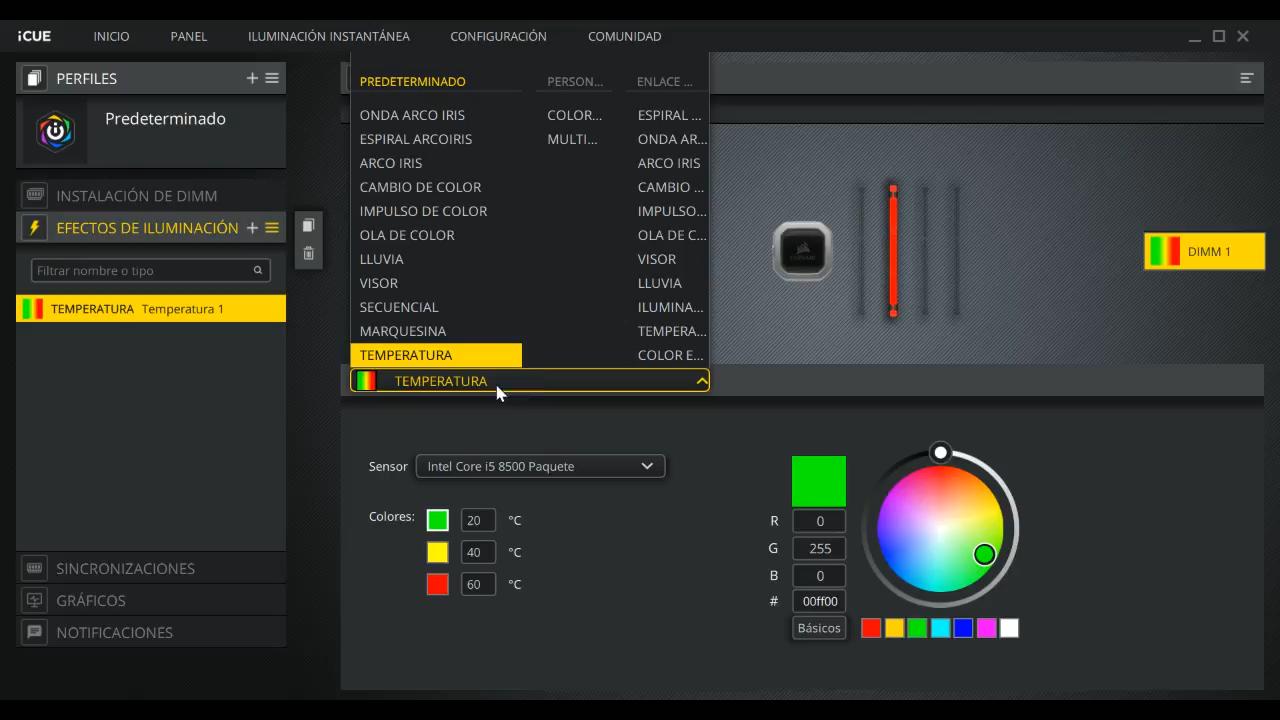 iCUE
INICIO
PANEL
ILUMINACIÓN INSTANTÁNEA
CONFIGURACIÓN
COMUNIDAD
PERFILES
Predeterminado
INSTALACIÓN DE DIMM
EFECTOS DE ILUMINACIÓN
Filtrar nombre o tipo
TEMPERATURA Temperatura 1
SINCRONIZACIONES
GRÁFICOS
NOTIFICACIONES
PREDETERMINADO
ONDA ARCO IRIS
ESPIRAL ARCOIRIS
ARCO IRIS
CAMBIO DE COLOR
IMPULSO DE COLOR
OLA DE COLOR
LLUVIA
VISOR
SECUENCIAL
MARQUESINA
TEMPERATURA
PERSON...
COLOR...
MULTI...
ENLACE ...
ESPIRAL ...
ONDA AR...
ARCO IRIS
CAMBIO ...
IMPULSO...
OLA DE C...
VISOR
LLUVIA
ILUMINA...
TEMPERA...
COLOR E...
TEMPERATURA
CORSAIR
DIMM 1
Sensor
Intel Core i5 8500 Paquete
Colores:
20 °C
40 °C
60 °C
R 0
G 255
B 0
# 00ff00
Básicos